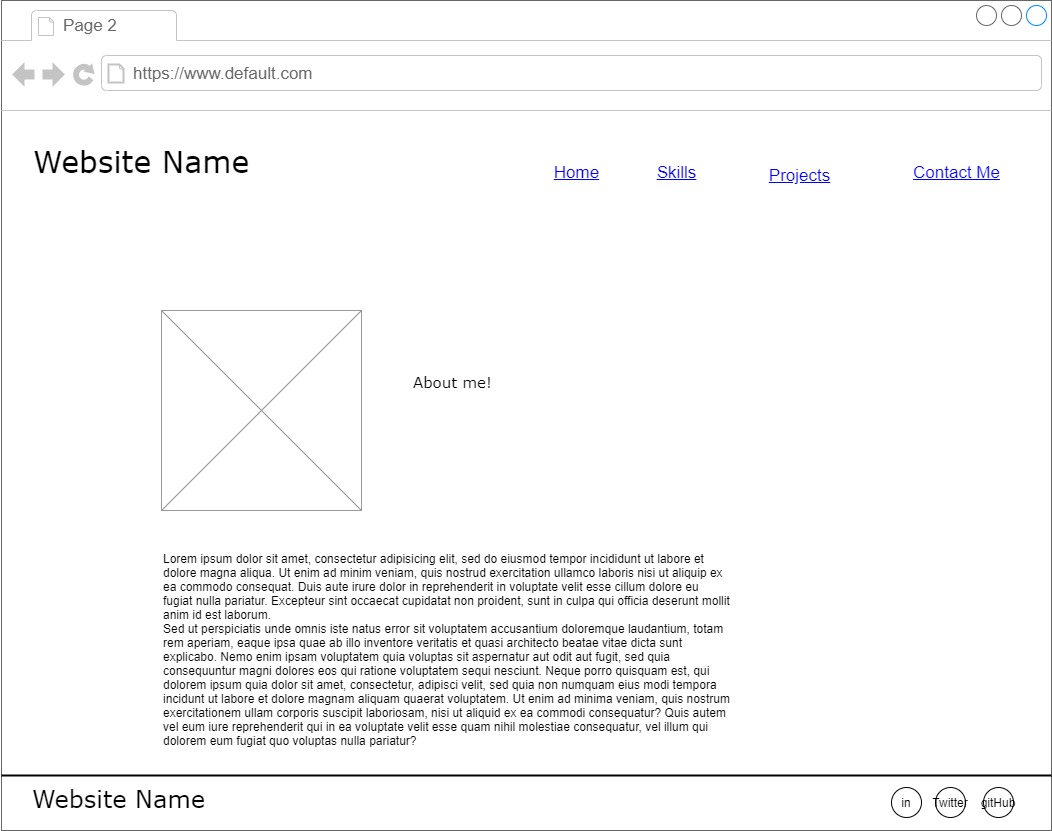 Page 2
https://www.default.com
Website Name
Home Skills Projects Contact Me
About me!
Lorem ipsum dolor sit amet, consectetur adipisicing elit, sed do eiusmod tempor incididunt ut labore et
dolore magna aliqua. Ut enim ad minim veniam, quis nostrud exercitation ullamco laboris nisi ut aliquip ex
ea commodo consequat. Duis aute irure dolor in reprehenderit in voluptate velit esse cillum dolore eu
fugiat nulla pariatur. Excepteur sint occaecat cupidatat non proident, sunt in culpa qui officia deserunt mollit
anim id est laborum.
Sed ut perspiciatis unde omnis iste natus error sit voluptatem accusantium doloremque laudantium, totam
rem aperiam, eaque ipsa quae ab illo inventore veritatis et quasi architecto beatae vitae dicta sunt
explicabo. Nemo enim ipsam voluptatem quia voluptas sit aspernatur aut odit aut fugit, sed quia
consequuntur magni dolores eos qui ratione voluptatem sequi nesciunt. Neque porro quisquam est, qui
dolorem ipsum quia dolor sit amet, consectetur, adipisci velit, sed quia non numquam eius modi tempora
incidunt ut labore et dolore magnam aliquam quaerat voluptatem. Ut enim ad minima veniam, quis nostrum
exercitationem ullam corporis suscipit laboriosam, nisi ut aliquid ex ea commodi consequatur? Quis autem
vel eum iure reprehenderit qui in ea voluptate velit esse quam nihil molestiae consequatur, vel illum qui
dolorem eum fugiat quo voluptas nulla pariatur?
Website Name
in Twitter gitHub